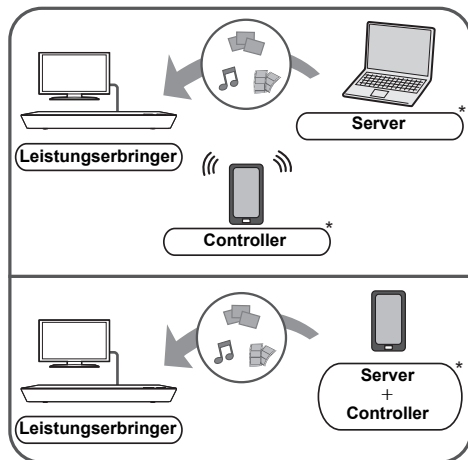 Server
*
Leistungserbringer
Controller
*
Leistungserbringer
Server
+
Controller
*